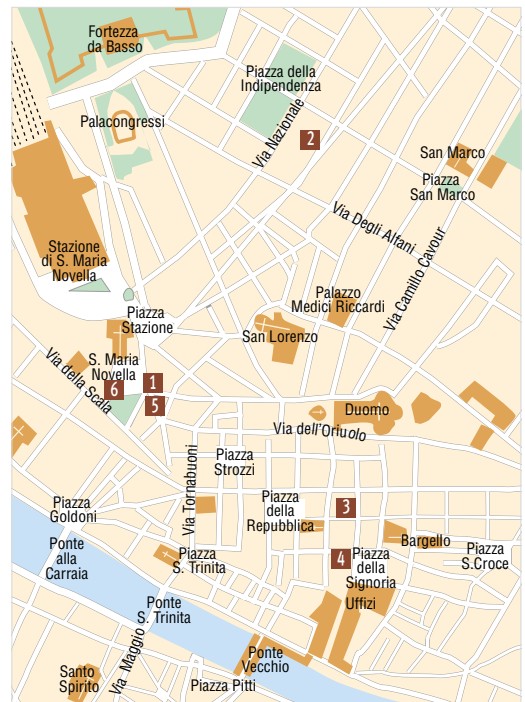 Fortezza
da Basso
Piazza della
Indipendenza
Palacongressi
Via Nazionale
2
San Marco
Piazza
San Marco
Via Degli Alfani
Stazione
di S. Maria
Novella
Via Camillo Cavour
Palazzo
Medici Riccardi
Piazza
Stazione
San Lorenzo
S. Maria
Novella
Via della Scala
6
1
5
Duomo
Via dell'Oriuolo
Piazza
Strozzi
Via Tornabuoni
Piazza
Goldoni
Piazza
della
Repubblica
3
Ponte
alla
Carraia
Piazza
S. Trinita
4
Piazza
della
Signoria
Bargello
Piazza
S.Croce
Ponte
S. Trinita
Uffizi
Via Maggio
Ponte
Vecchio
Santo
Spirito
Piazza Pitti